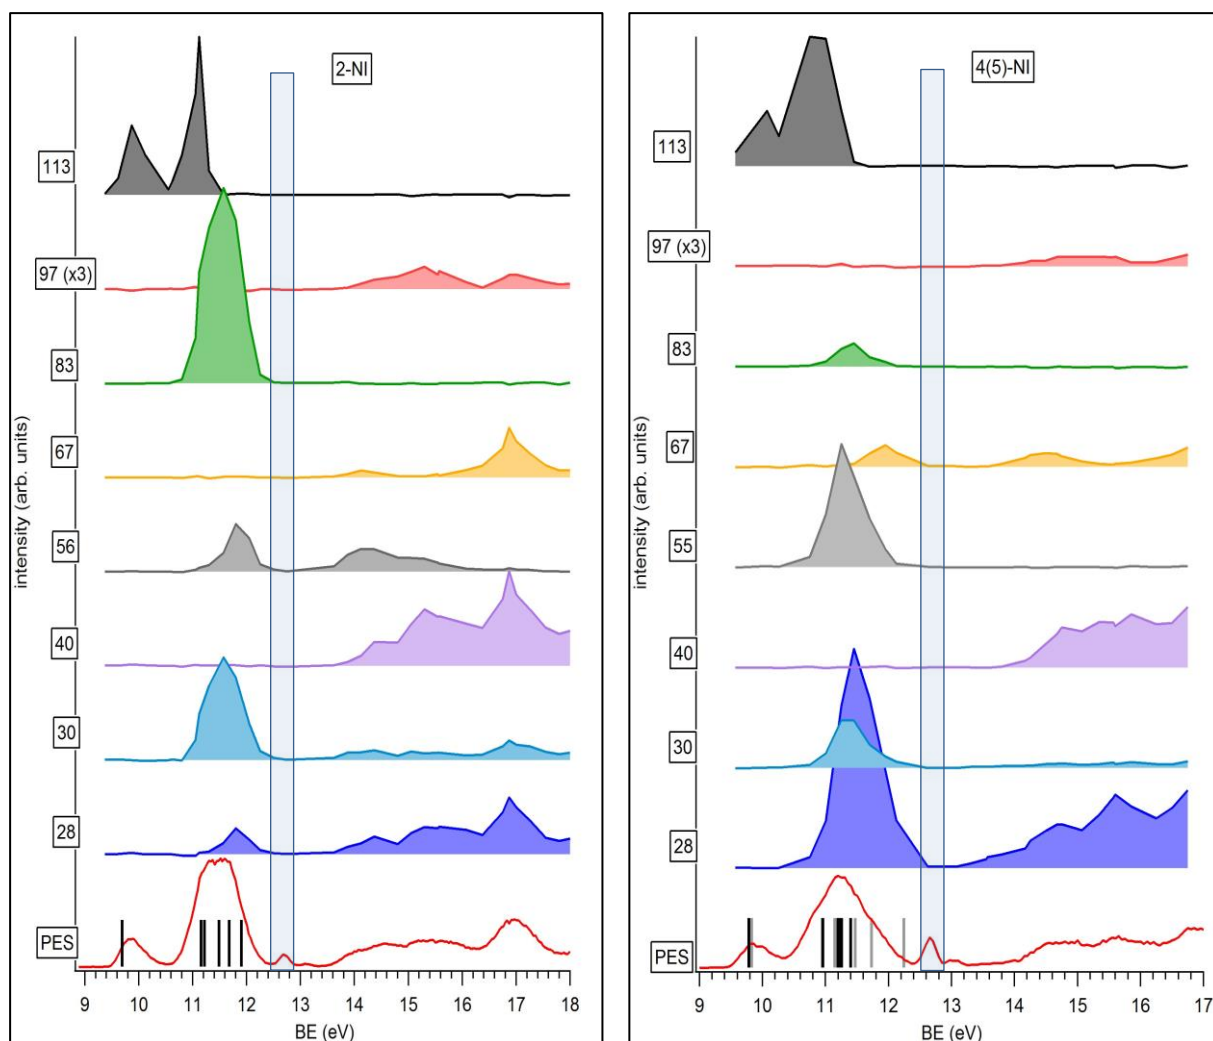 2-NI
113
97 (x3)
83
67
56
40
30
28
PES
intensity (arb. units)
9 10 11 12 13 14 15 16 17 18
BE (eV)
4(5)-NI
113
97 (x3)
83
67
55
40
30
28
PES
intensity (arb. units)
9 10 11 12 13 14 15 16 17
BE (eV)